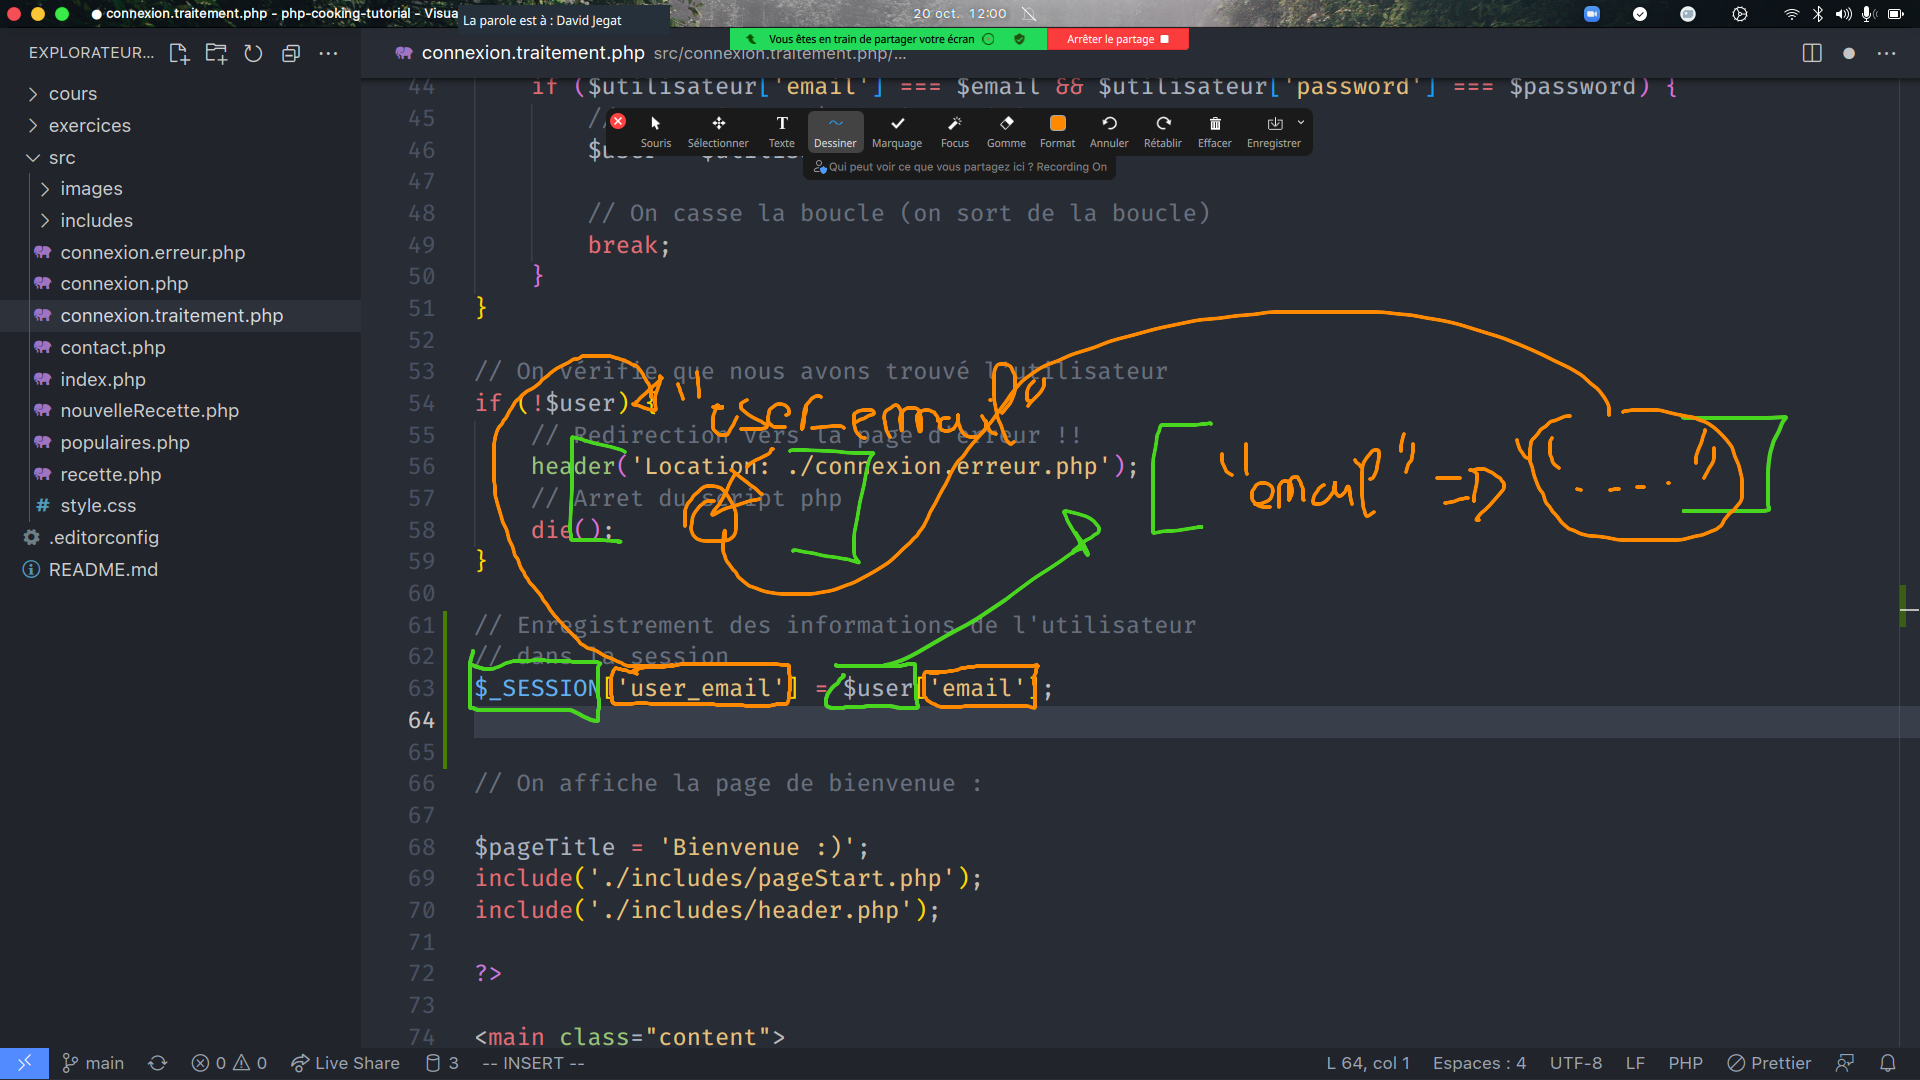 connexion.traitement.php - php-cooking-tutorial - Visua
La parole est à : David Jegat
20 oct. 12:00
Vous êtes en train de partager votre écran
Arrêter le partage
EXPLORATEUR...
connexion.traitement.php src/connexion.traitement.php/...
cours
exercices
src
images
includes
connexion.erreur.php
connexion.php
connexion.traitement.php
contact.php
index.php
nouvelleRecette.php
populaires.php
recette.php
style.css
.editorconfig
README.md
Souris
Sélectionner
Texte
Dessiner
Marquage
Focus
Gomme
Format
Annuler
Rétablir
Effacer
Enregistrer
Qui peut voir ce que vous partagez ici ? Recording On
44 if ($utilisateur['email'] === $email && $utilisateur['password'] === $password) {
45 //
46
47
48 // On casse la boucle (on sort de la boucle)
49 break;
50 }
51 }
52
53 // On vérifie que nous avons trouvé l'utilisateur
54 if (!$user) {
55 // Redirection vers la page d'erreur !!
56 header('Location: ./connexion.erreur.php');
57 // Arret du script php
58 die();
59 }
60
61 // Enregistrement des informations de l'utilisateur
62 // dans la session
63 $_SESSION['user_email'] = $user['email'];
64
65
66 // On affiche la page de bienvenue :
67
68 $pageTitle = 'Bienvenue :)';
69 include('./includes/pageStart.php');
70 include('./includes/header.php');
71
72 ?>
73
74 <main class="content">
"user_email"
"email" => "....."
main
0
0
Live Share
3
-- INSERT --
L 64, col 1
Espaces : 4
UTF-8
LF
PHP
Prettier